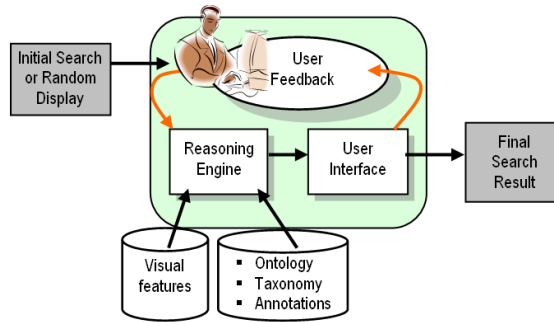 Initial Search
or Random
Display
User
Feedback
Reasoning
Engine
User
Interface
Final
Search
Result
Visual
features
▪ Ontology
▪ Taxonomy
▪ Annotations